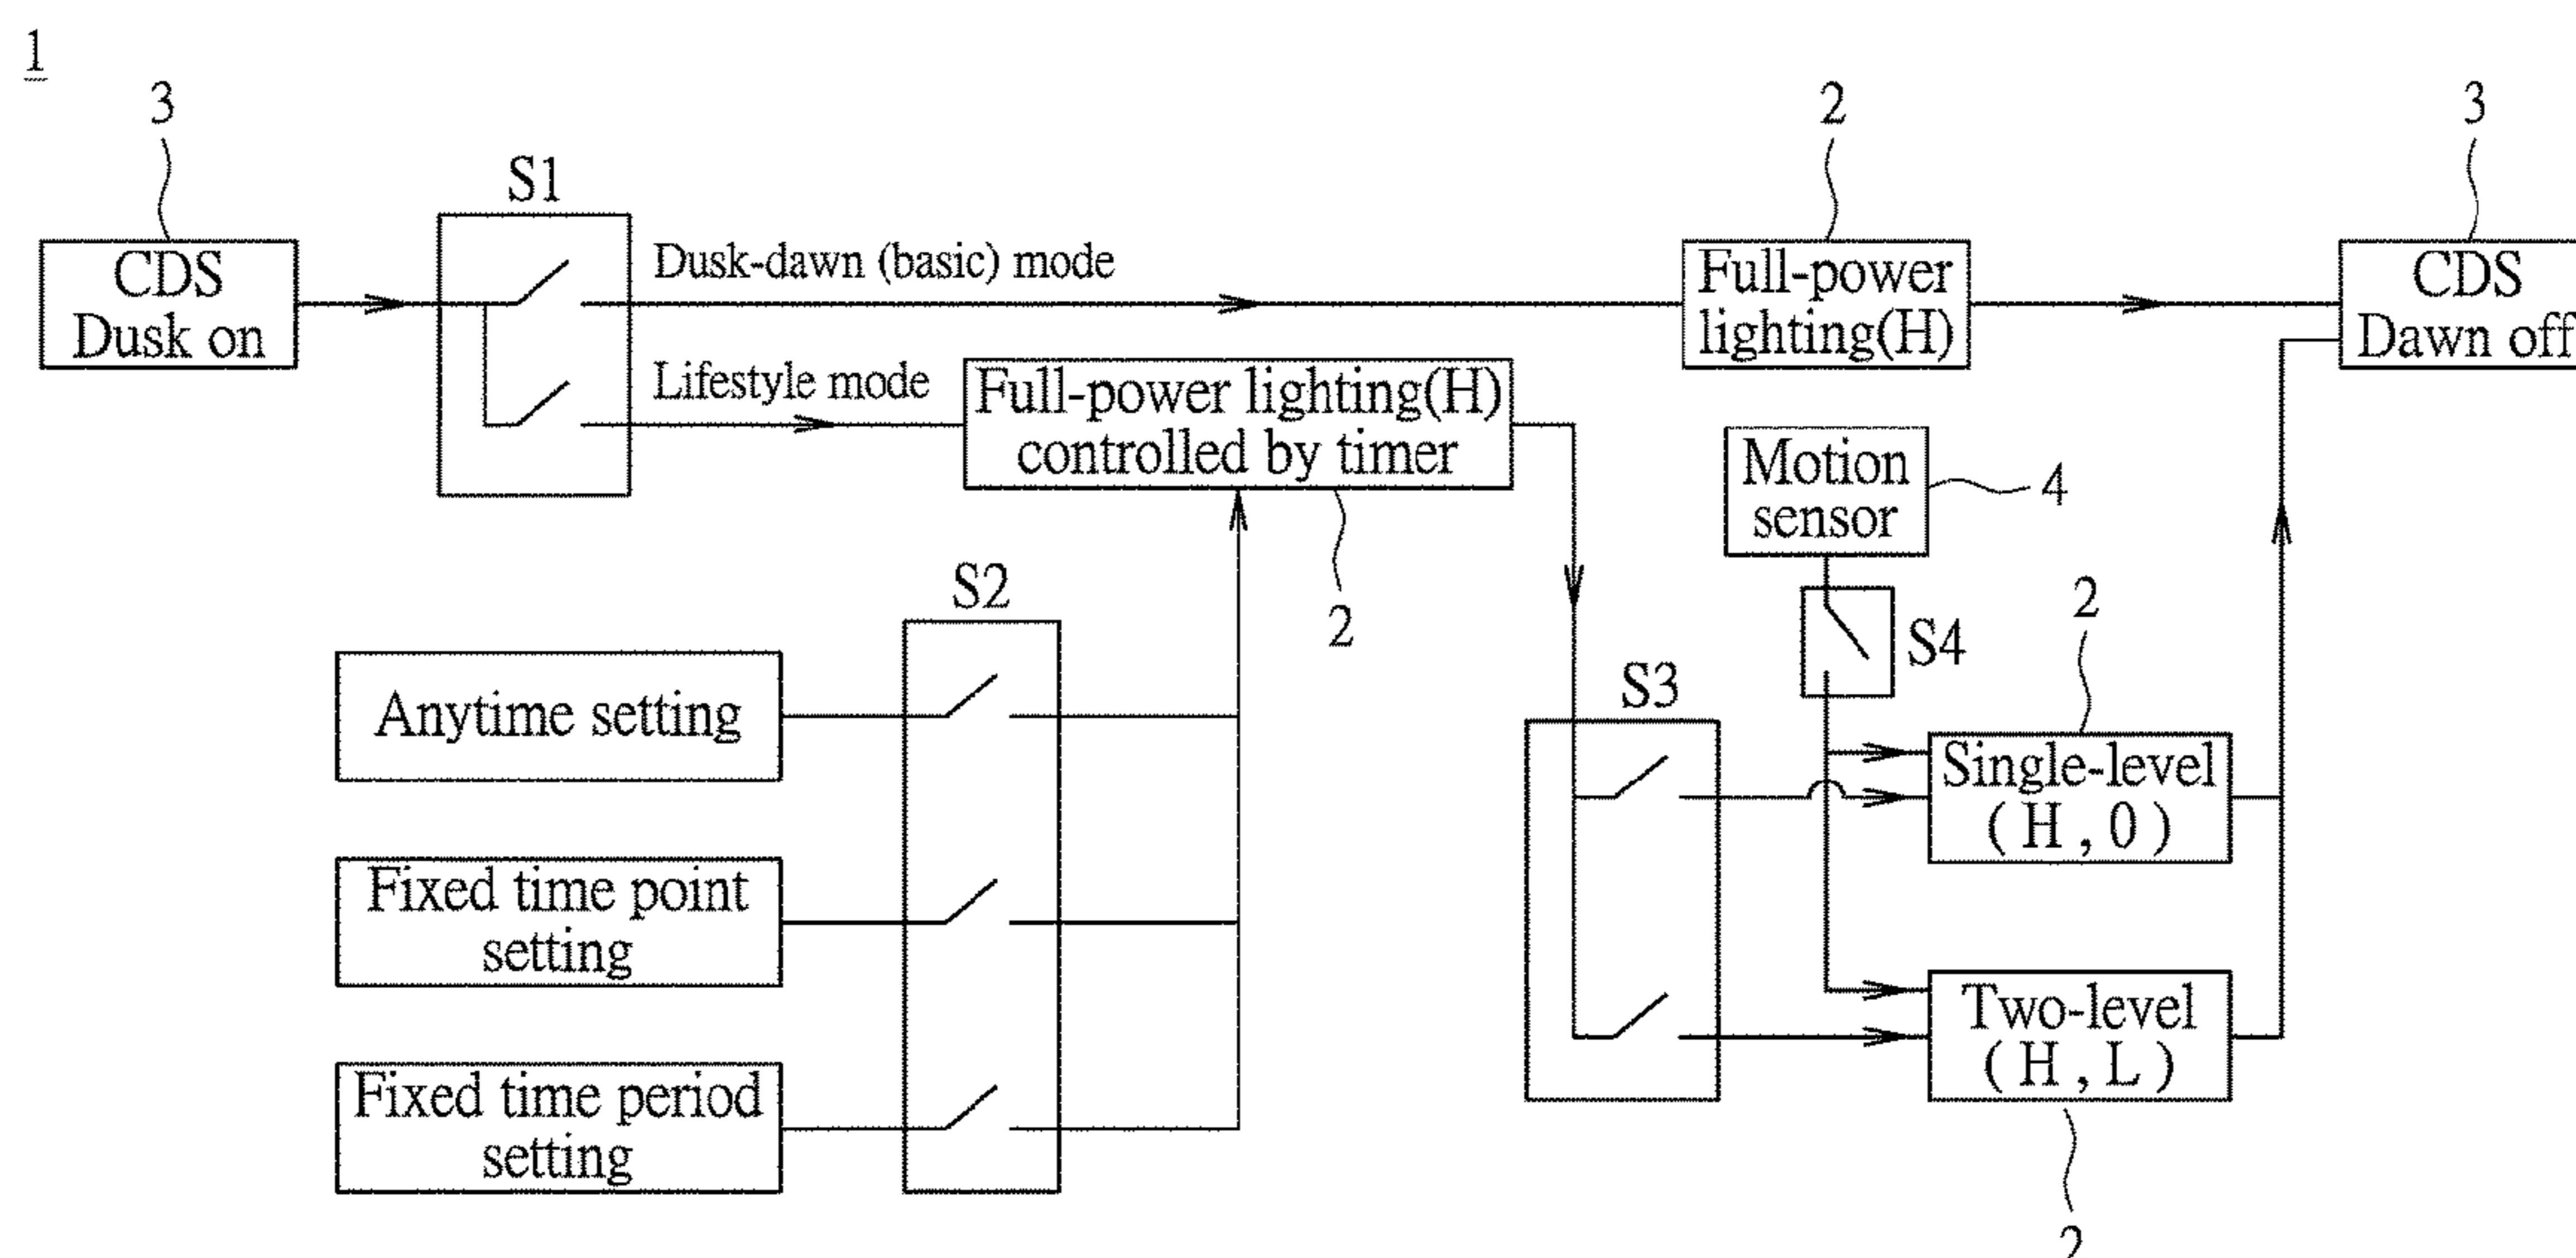 1
3
2
3
S1
CDS
Dusk on
Dusk-dawn (basic) mode
Full-power
lighting(H)
CDS
Dawn off
Lifestyle mode
Full-power lighting(H)
controlled by timer
Motion
sensor
4
S2
2
2
S4
S3
Anytime setting
Single-level
( H , 0 )
Fixed time point
setting
Two-level
( H , L )
Fixed time period
setting
2